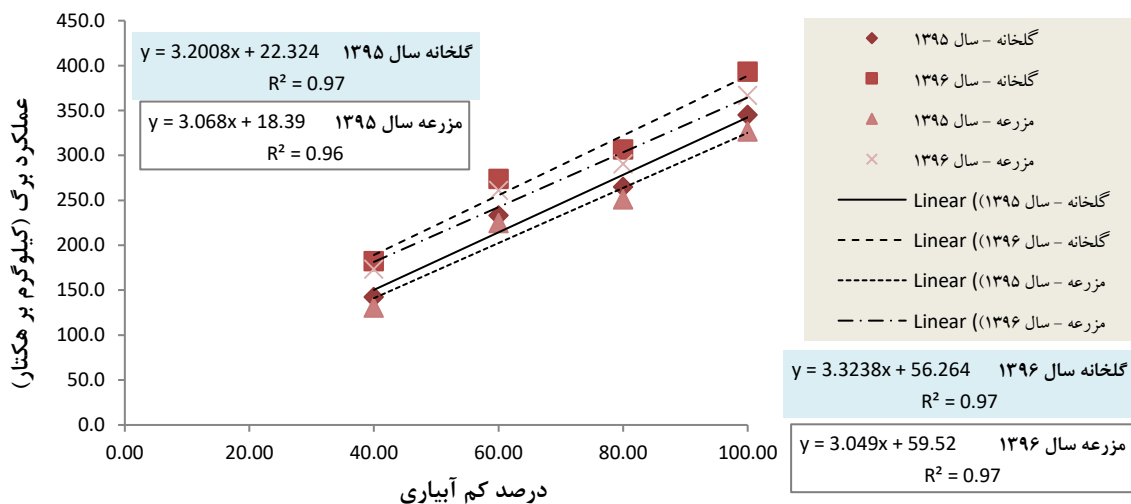 450.0
400.0
350.0
300.0
250.0
200.0
150.0
100.0
50.0
0.0
0.00 20.00 40.00 60.00 80.00 100.00
عملکرد برگ (کیلوگرم بر هکتار)
درصد کم آبیاری
گلخانه سال ۱۳۹۵ y = 3.2008x + 22.324
R² = 0.97
مزرعه سال ۱۳۹۵ y = 3.068x + 18.39
R² = 0.96
گلخانه – سال ۱۳۹۵
گلخانه – سال ۱۳۹۶
مزرعه – سال ۱۳۹۵
مزرعه – سال ۱۳۹۶
Linear ((گلخانه – سال ۱۳۹۵
Linear ((گلخانه – سال ۱۳۹۶
Linear ((مزرعه – سال ۱۳۹۵
Linear ((مزرعه – سال ۱۳۹۶
گلخانه سال ۱۳۹۶ y = 3.3238x + 56.264
R² = 0.97
مزرعه سال ۱۳۹۶ y = 3.049x + 59.52
R² = 0.97